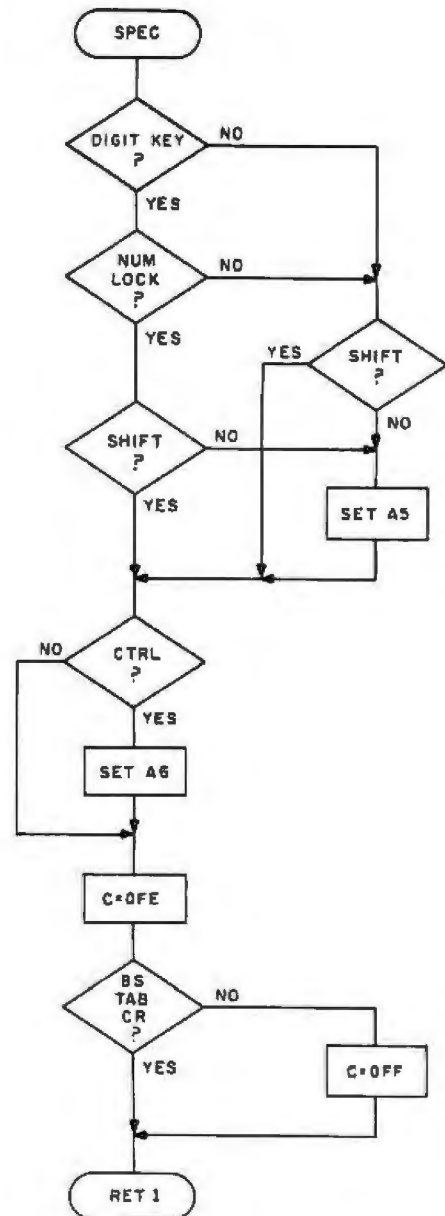 SPEC
DIGIT KEY
?
NO
YES
NUM
LOCK
?
NO
YES
YES
SHIFT
?
NO
SHIFT
?
NO
YES
SET A5
NO
CTRL
?
YES
SET A6
C=0FE
BS
TAB
CR
?
NO
YES
C=0FF
RET 1